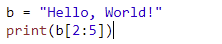 b = "Hello, World!"
print(b[2:5])